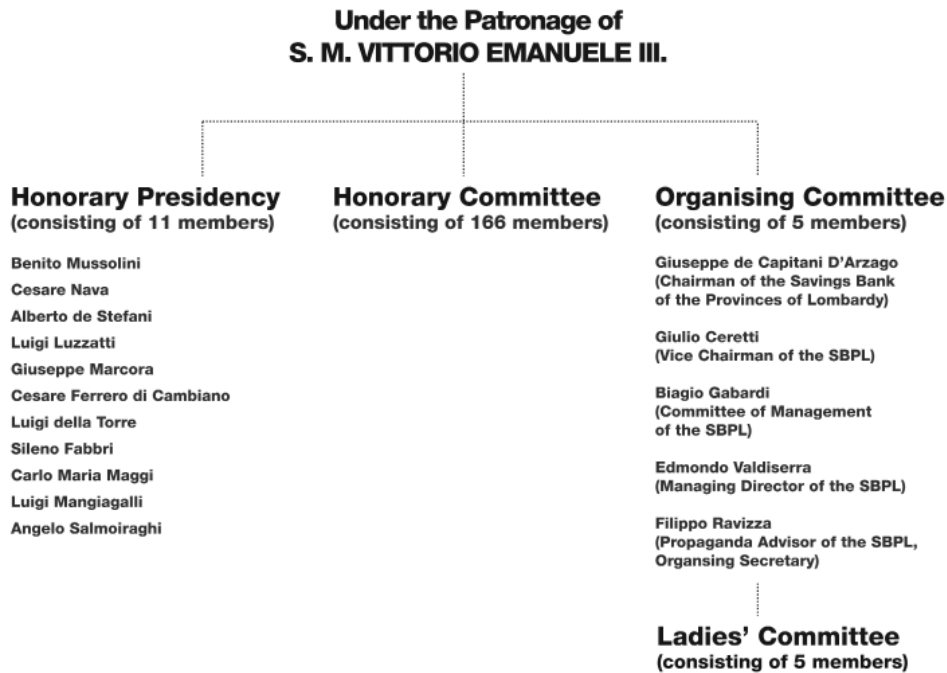 Under the Patronage of
S. M. VITTORIO EMANUELE III.
Honorary Presidency
(consisting of 11 members)
Benito Mussolini
Cesare Nava
Alberto de Stefani
Luigi Luzzatti
Giuseppe Marcora
Cesare Ferrero di Cambiano
Luigi della Torre
Sileno Fabbri
Carlo Maria Maggi
Luigi Mangiagalli
Angelo Salmoiraghi
Honorary Committee
(consisting of 166 members)
Organising Committee
(consisting of 5 members)
Giuseppe de Capitani D'Arzago
(Chairman of the Savings Bank
of the Provinces of Lombardy)
Giulio Ceretti
(Vice Chairman of the SBPL)
Biagio Gabardi
(Committee of Management
of the SBPL)
Edmondo Valdiserra
(Managing Director of the SBPL)
Filippo Ravizza
(Propaganda Advisor of the SBPL,
Organsing Secretary)
Ladies' Committee
(consisting of 5 members)